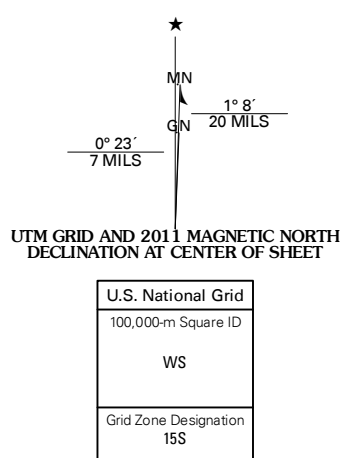 ★
MN
GN
1° 8´
20 MILS
0° 23´
7 MILS
UTM GRID AND 2011 MAGNETIC NORTH
DECLINATION AT CENTER OF SHEET
U.S. National Grid
100,000-m Square ID
WS
Grid Zone Designation
15S